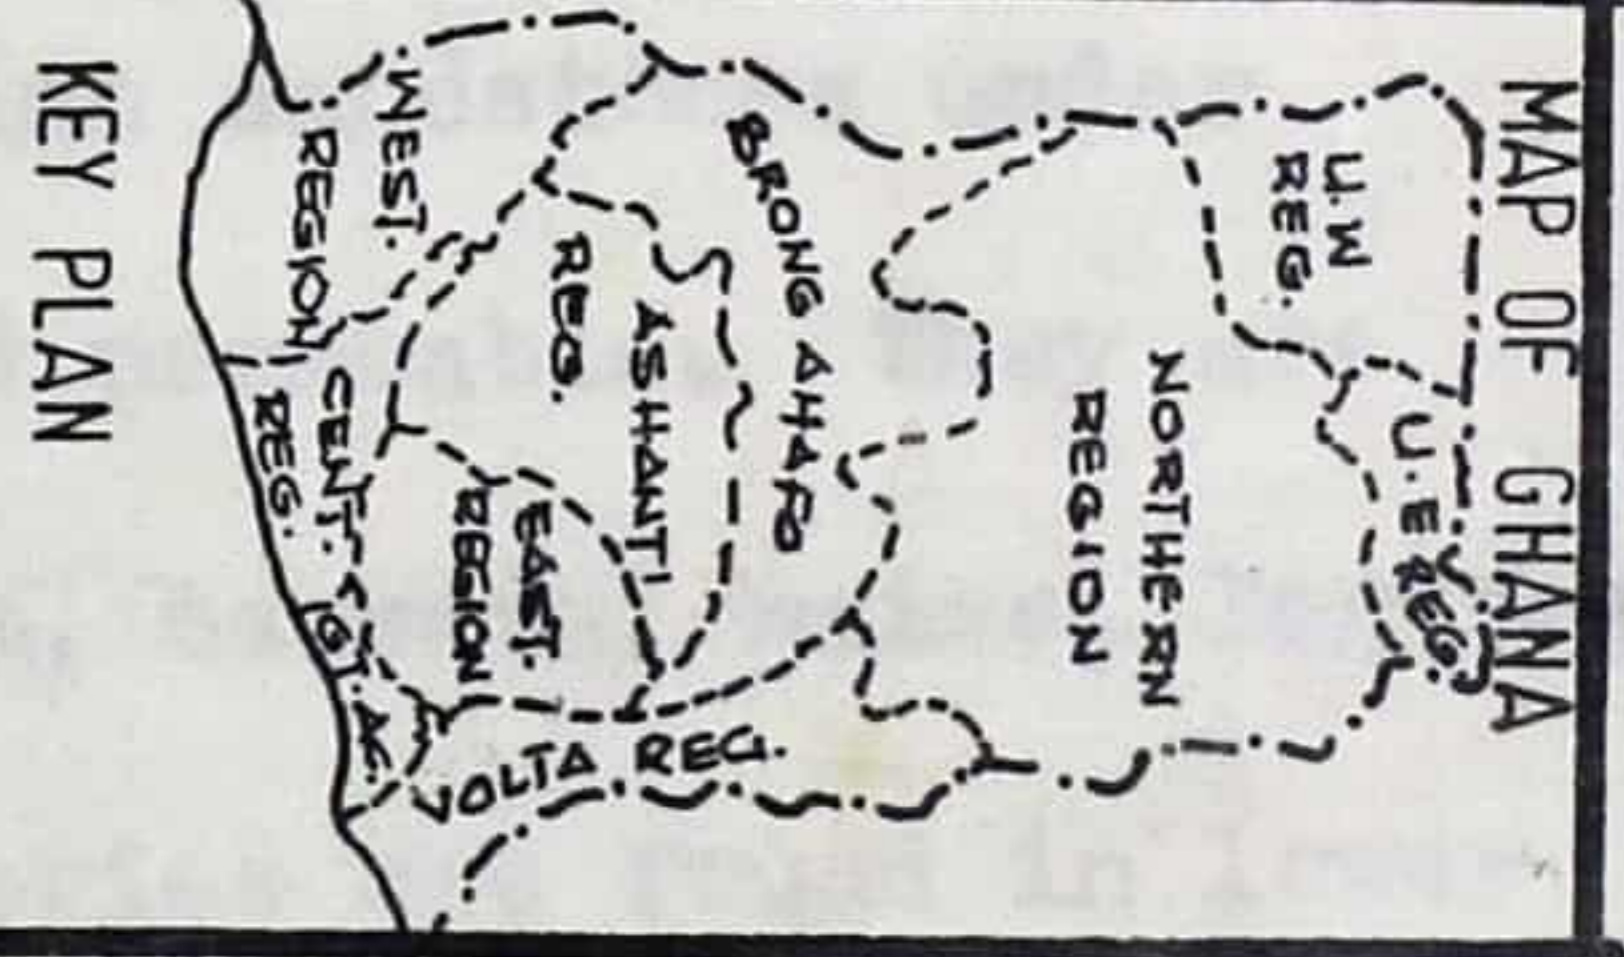 MAP OF GHANA
U.W
REG.
U.E REG.
NORTHERN
REGION
BRONG AHAFO
ASHANTI
REG.
EAST.
REGION
VOLTA REG.
WEST.
REGION
CENT.
REG.
GT. AC.
KEY PLAN